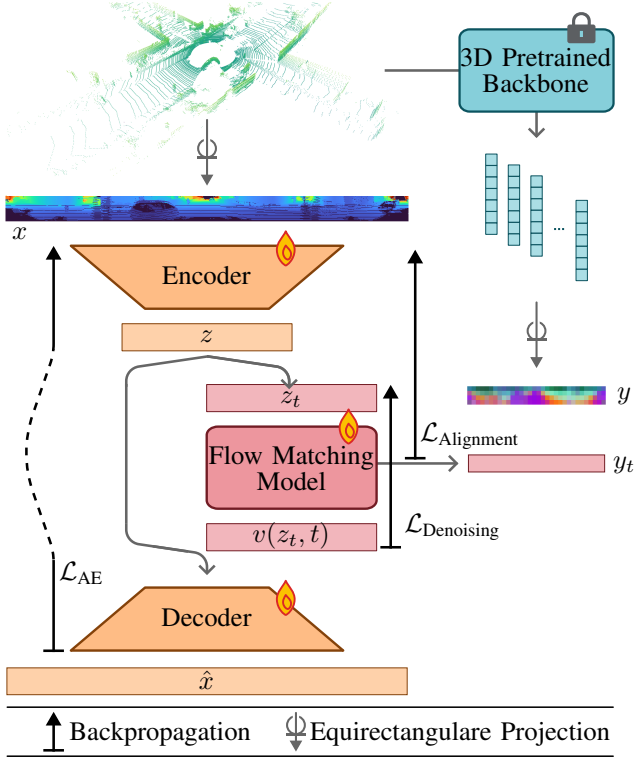 3D Pretrained
Backbone
x
Encoder
...
z
z_t
y
Flow Matching
Model
ℒ_Alignment
y_t
v(z_t, t)
ℒ_Denoising
ℒ_AE
Decoder
x̂
Backpropagation
Equirectangulare Projection